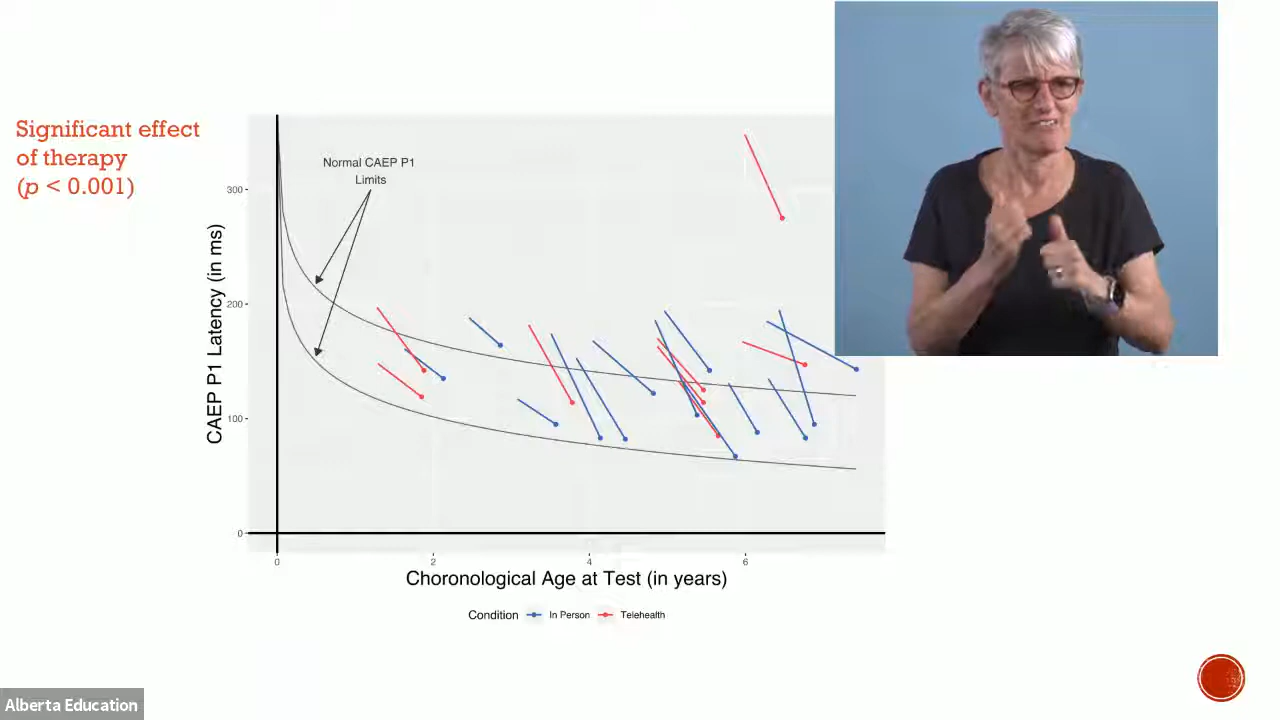 Significant effect
of therapy
(p < 0.001)
Normal CAEP P1
Limits
CAEP P1 Latency (in ms)
300
200
100
0
0
2
4
6
Choronological Age at Test (in years)
Condition In Person Telehealth
Alberta Education